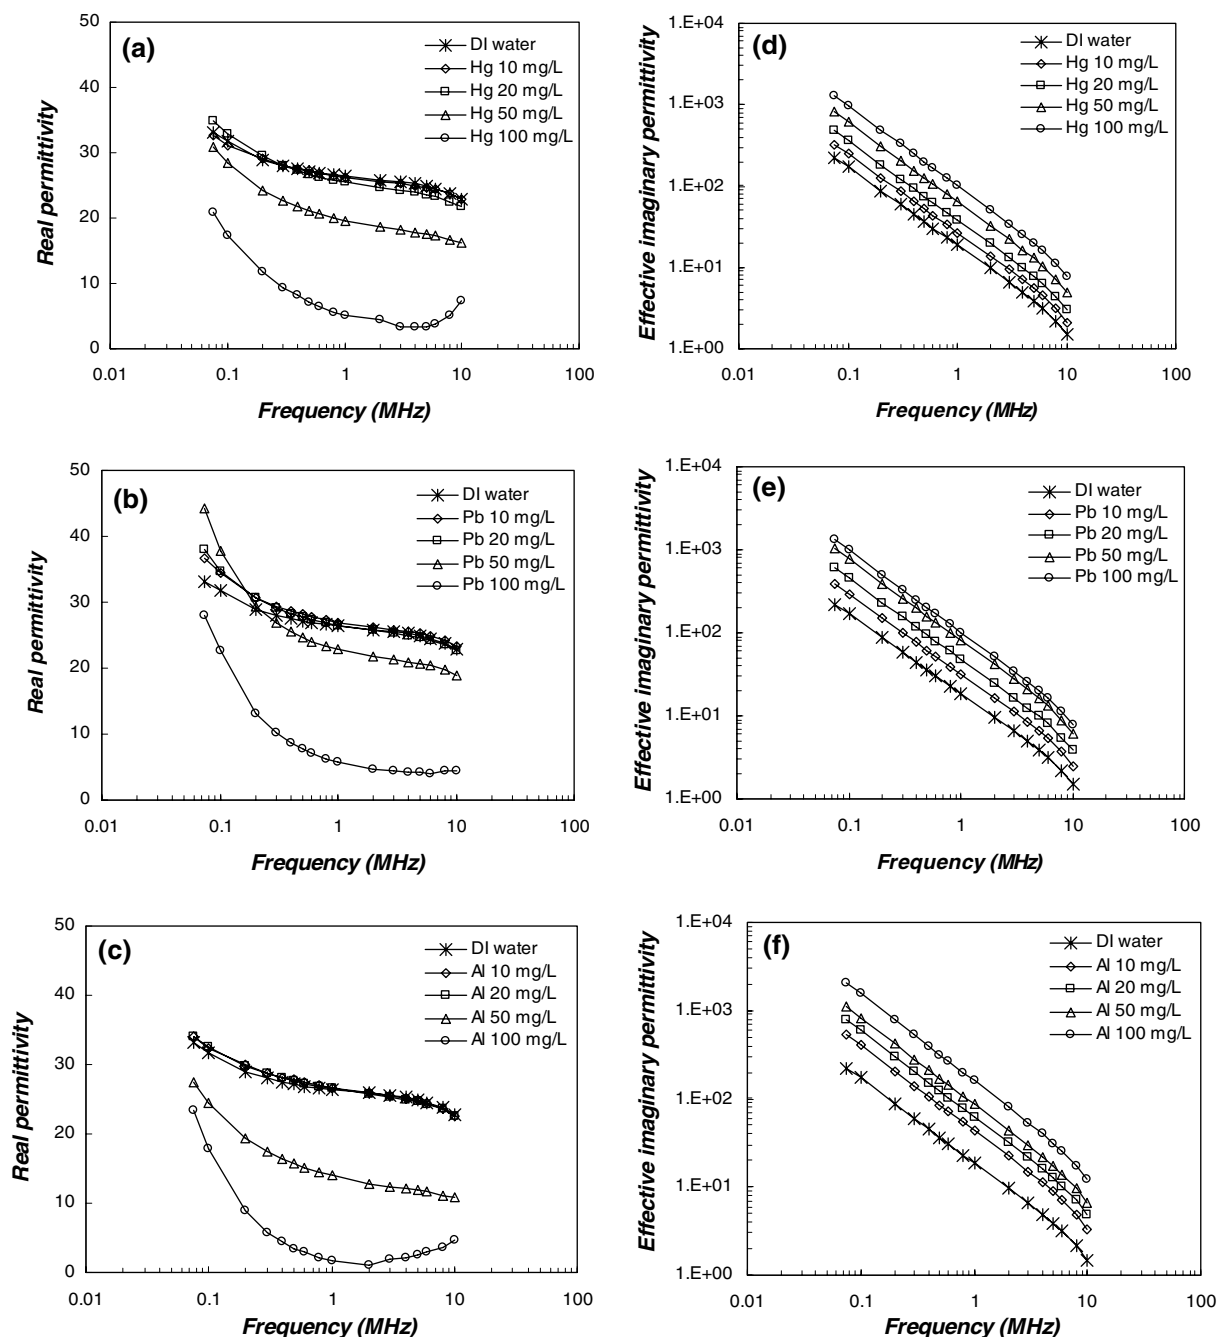 (a)
Real permittivity
50
40
30
20
10
0
0.01
0.1
1
10
100
Frequency (MHz)
DI water
Hg 10 mg/L
Hg 20 mg/L
Hg 50 mg/L
Hg 100 mg/L
(d)
Effective imaginary permittivity
1.E+04
1.E+03
1.E+02
1.E+01
1.E+00
0.01
0.1
1
10
100
Frequency (MHz)
DI water
Hg 10 mg/L
Hg 20 mg/L
Hg 50 mg/L
Hg 100 mg/L
(b)
Real permittivity
50
40
30
20
10
0
0.01
0.1
1
10
100
Frequency (MHz)
DI water
Pb 10 mg/L
Pb 20 mg/L
Pb 50 mg/L
Pb 100 mg/L
(e)
Effective imaginary permittivity
1.E+04
1.E+03
1.E+02
1.E+01
1.E+00
0.01
0.1
1
10
100
Frequency (MHz)
DI water
Pb 10 mg/L
Pb 20 mg/L
Pb 50 mg/L
Pb 100 mg/L
(c)
Real permittivity
50
40
30
20
10
0
0.01
0.1
1
10
100
Frequency (MHz)
DI water
Al 10 mg/L
Al 20 mg/L
Al 50 mg/L
Al 100 mg/L
(f)
Effective imaginary permittivity
1.E+04
1.E+03
1.E+02
1.E+01
1.E+00
0.01
0.1
1
10
100
Frequency (MHz)
DI water
Al 10 mg/L
Al 20 mg/L
Al 50 mg/L
Al 100 mg/L